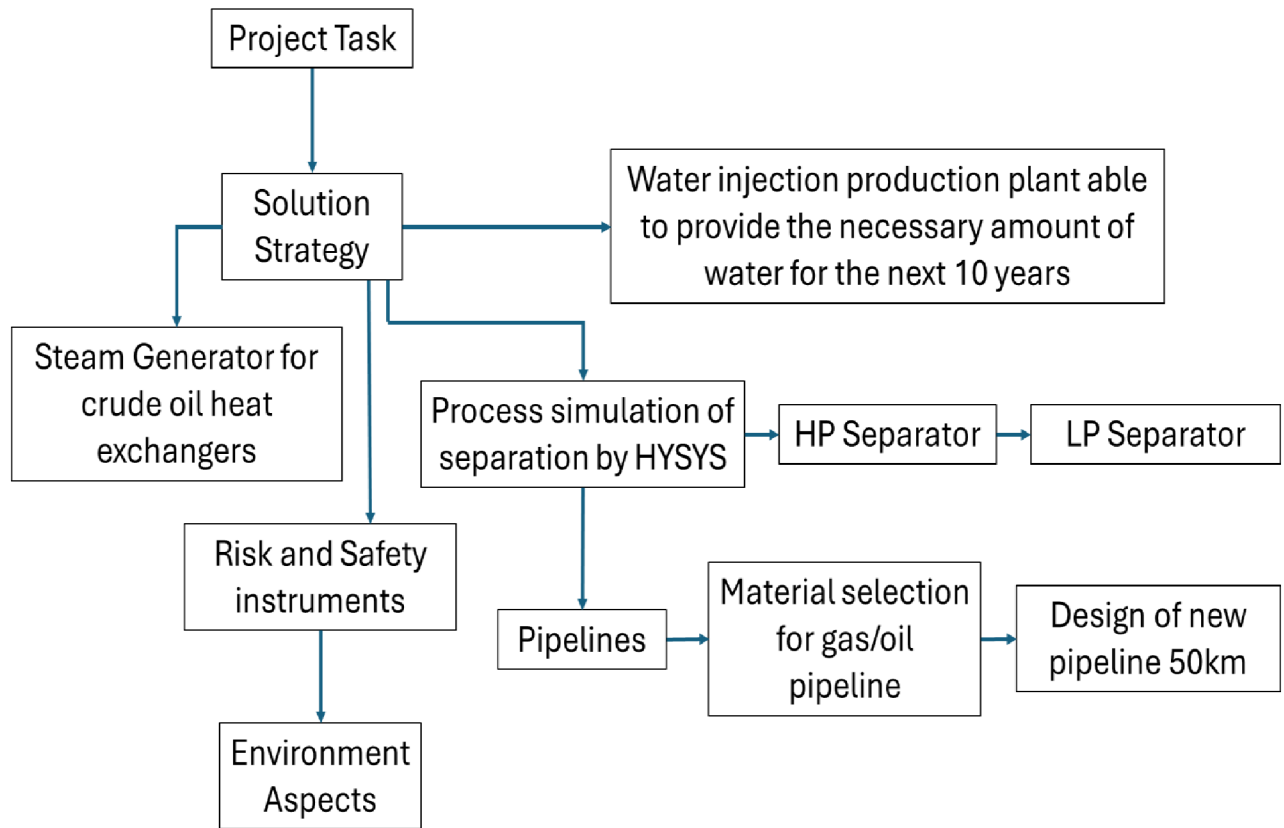 Project Task
Solution
Strategy
Water injection production plant able
to provide the necessary amount of
water for the next 10 years
Steam Generator for
crude oil heat
exchangers
Process simulation of
separation by HYSYS
HP Separator
LP Separator
Risk and Safety
instruments
Pipelines
Material selection
for gas/oil
pipeline
Design of new
pipeline 50km
Environment
Aspects